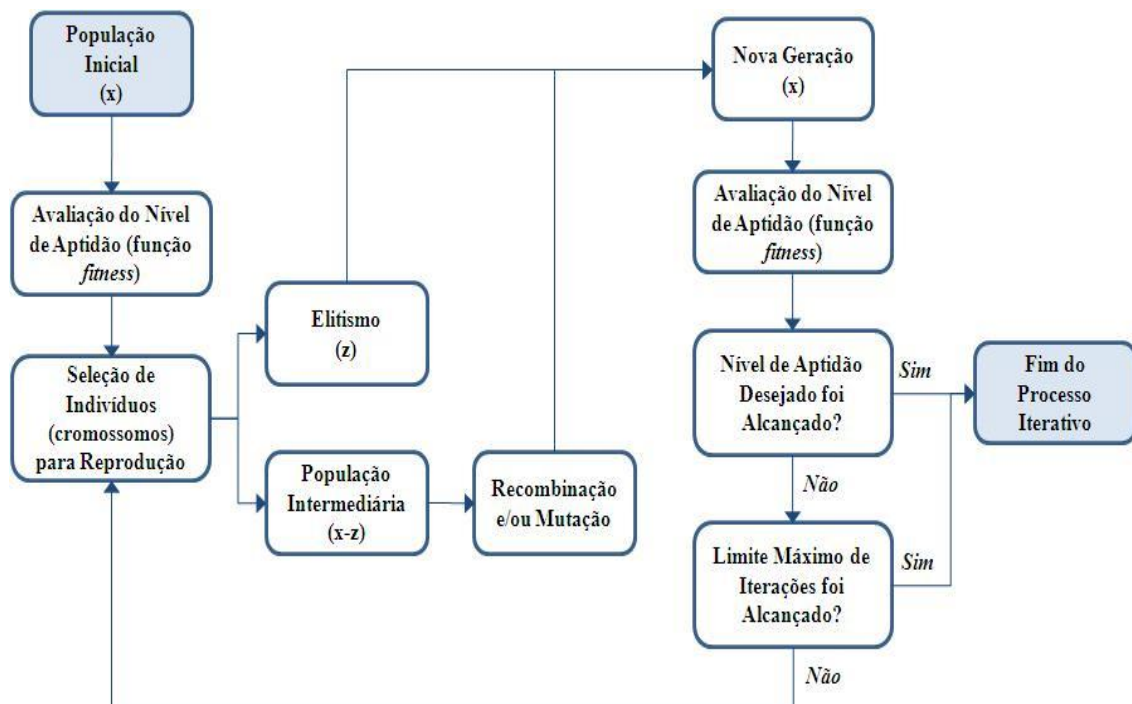 População
Inicial
(x)
Avaliação do Nível
de Aptidão (função
fitness)
Seleção de
Indivíduos
(cromossomos)
para Reprodução
Elitismo
(z)
População
Intermediária
(x-z)
Recombinação
e/ou Mutação
Nova Geração
(x)
Avaliação do Nível
de Aptidão (função
fitness)
Nível de Aptidão
Desejado foi
Alcançado?
Sim
Não
Fim do
Processo
Iterativo
Limite Máximo de
Iterações foi
Alcançado?
Sim
Não